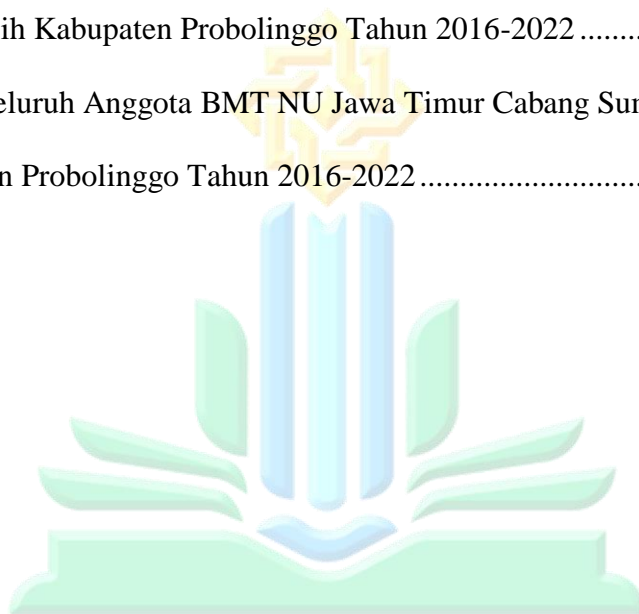 ih Kabupaten Probolinggo Tahun 2016-2022 ..........
eluruh Anggota BMT NU Jawa Timur Cabang Sum
n Probolinggo Tahun 2016-2022 ..............................